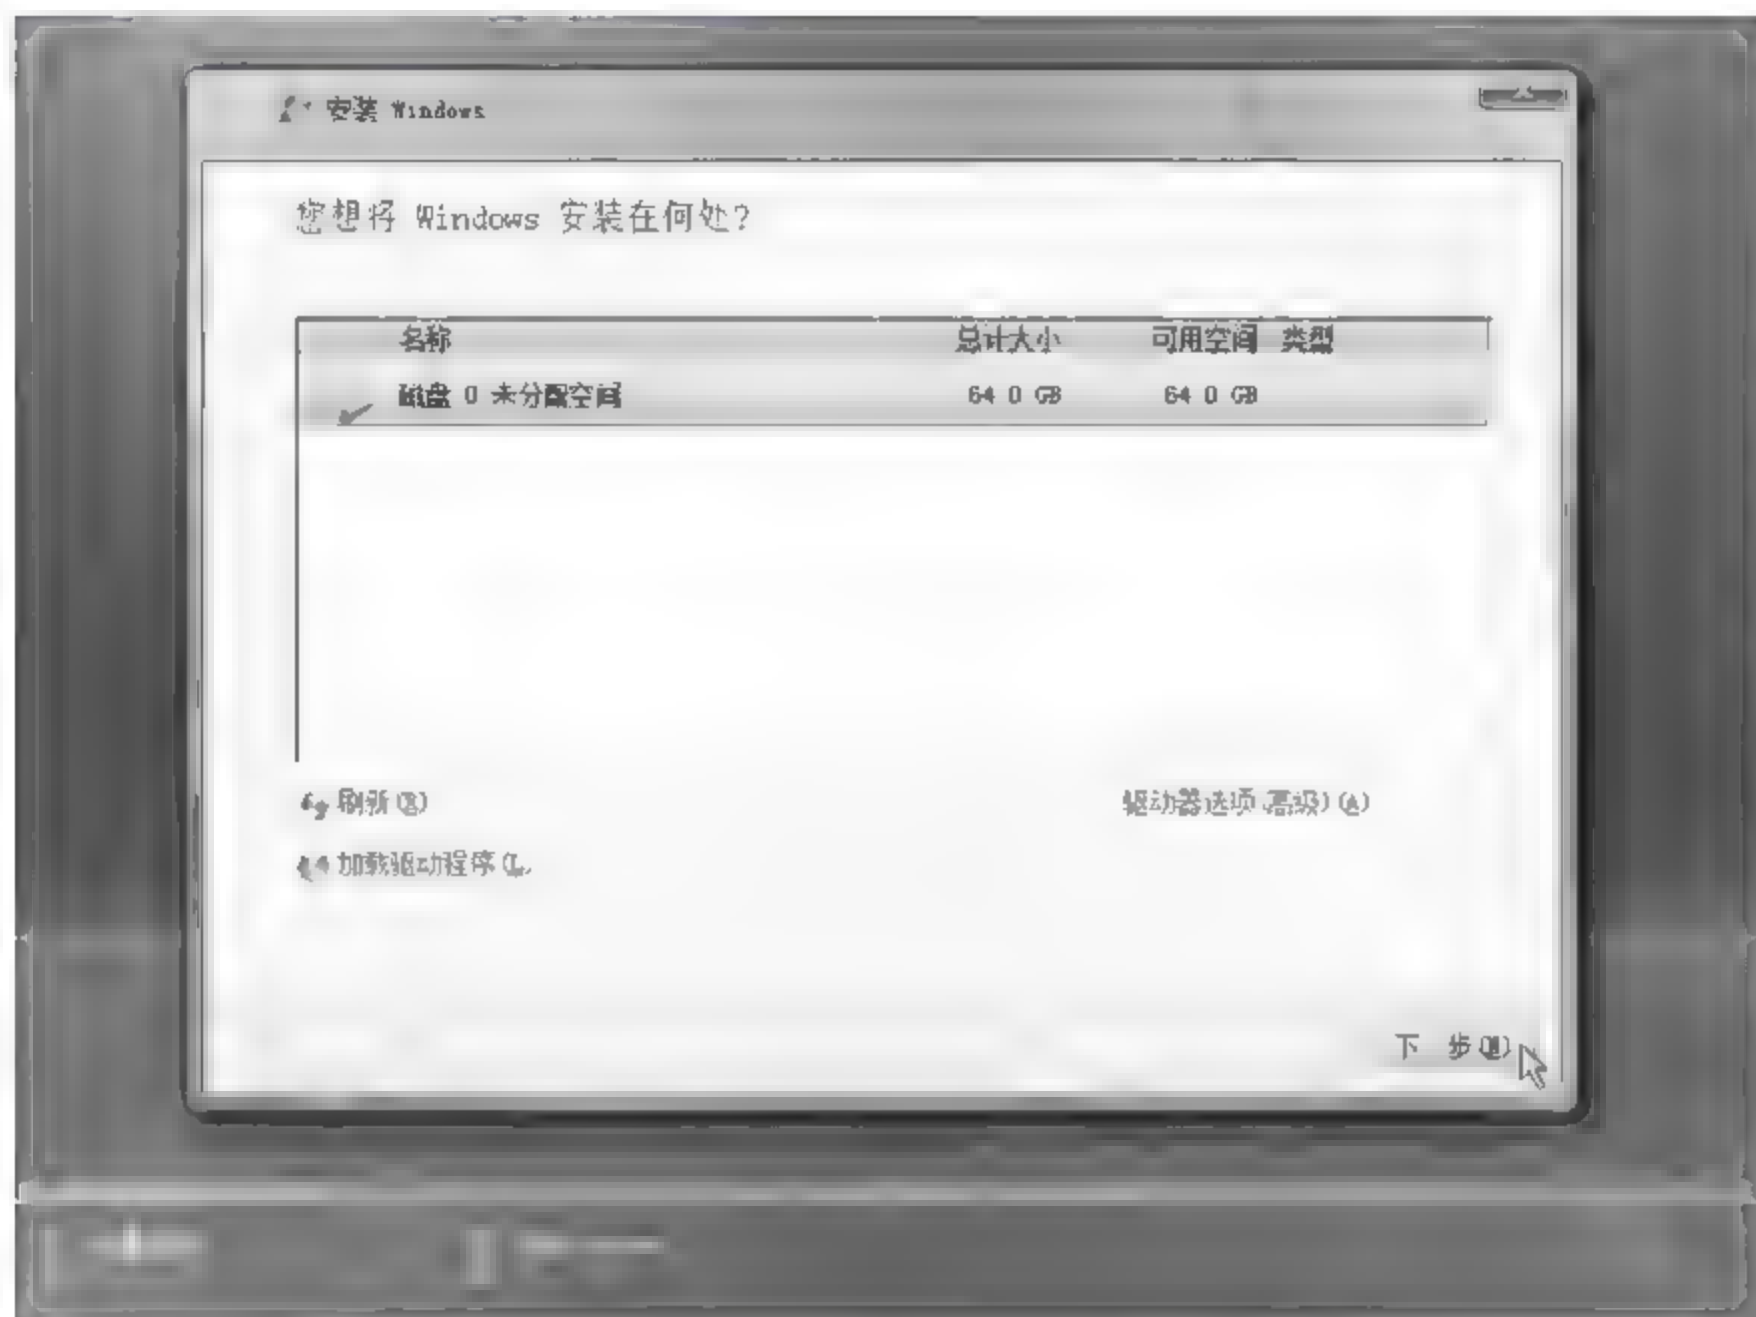 安装 Windows
您想将 Windows 安装在何处?
名称 总计大小 可用空间 类型
磁盘 0 未分配空间 64 0 GB 64 0 GB
刷新(R) 驱动器选项(高级)(A)
加载驱动程序(L)
下 步(N)